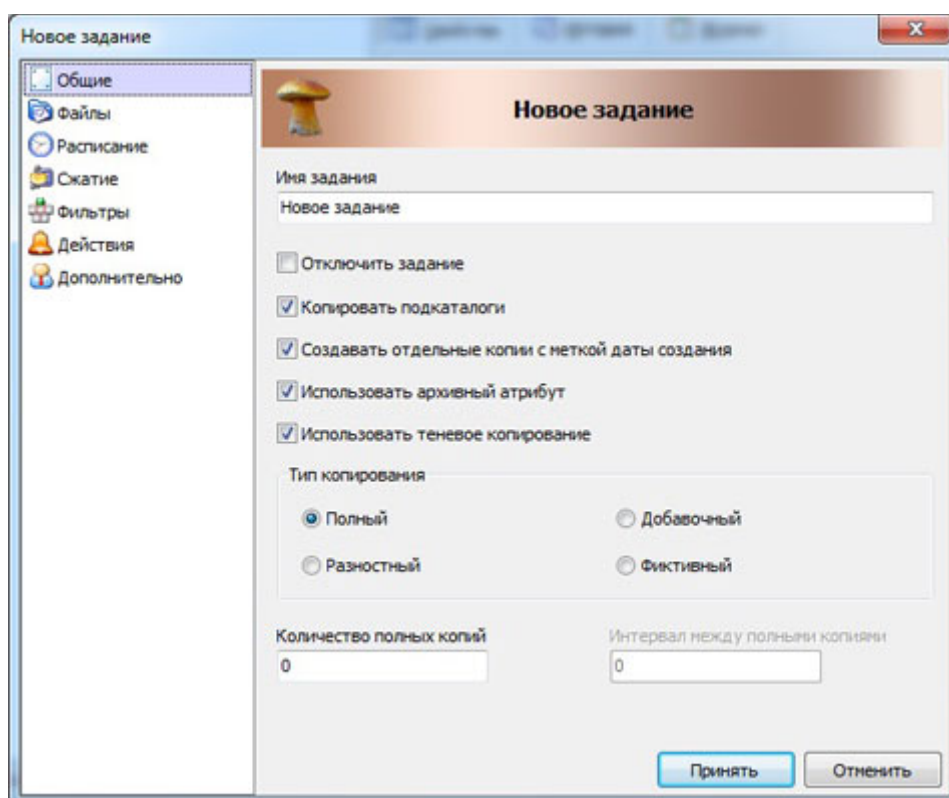 Новое задание
Общие
Файлы
Расписание
Сжатие
Фильтры
Действия
Дополнительно
Новое задание
Имя задания
Новое задание
Отключить задание
Копировать подкаталоги
Создавать отдельные копии с меткой даты создания
Использовать архивный атрибут
Использовать теневое копирование
Тип копирования
Полный Добавочный
Разностный Фиктивный
Количество полных копий Интервал между полными копиями
0 0
Принять Отменить